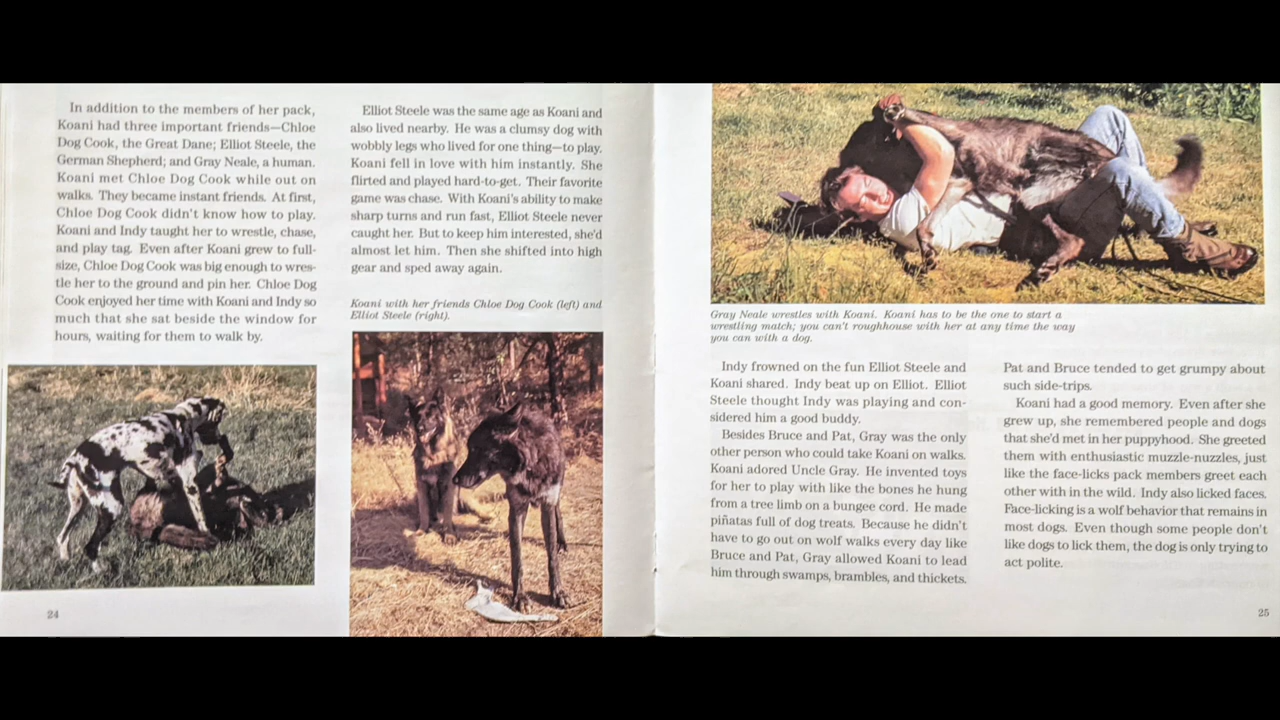 In addition to the members of her pack,
Koani had three important friends—Chloe
Dog Cook, the Great Dane; Elliot Steele, the
German Shepherd; and Gray Neale, a human.
Koani met Chloe Dog Cook while out on
walks. They became instant friends. At first,
Chloe Dog Cook didn't know how to play.
Koani and Indy taught her to wrestle, chase,
and play tag. Even after Koani grew to full-
size, Chloe Dog Cook was big enough to wres-
tle her to the ground and pin her. Chloe Dog
Cook enjoyed her time with Koani and Indy so
much that she sat beside the window for
hours, waiting for them to walk by.
24
Elliot Steele was the same age as Koani and
also lived nearby. He was a clumsy dog with
wobbly legs who lived for one thing—to play.
Koani fell in love with him instantly. She
flirted and played hard-to-get. Their favorite
game was chase. With Koani's ability to make
sharp turns and run fast, Elliot Steele never
caught her. But to keep him interested, she'd
almost let him. Then she shifted into high
gear and sped away again.
Koani with her friends Chloe Dog Cook (left) and
Elliot Steele (right).
Gray Neale wrestles with Koani. Koani has to be the one to start a
wrestling match; you can't roughhouse with her at any time the way
you can with a dog.
Indy frowned on the fun Elliot Steele and
Koani shared. Indy beat up on Elliot. Elliot
Steele thought Indy was playing and con-
sidered him a good buddy.
Besides Bruce and Pat, Gray was the only
other person who could take Koani on walks.
Koani adored Uncle Gray. He invented toys
for her to play with like the bones he hung
from a tree limb on a bungee cord. He made
piñatas full of dog treats. Because he didn't
have to go out on wolf walks every day like
Bruce and Pat, Gray allowed Koani to lead
him through swamps, brambles, and thickets.
Pat and Bruce tended to get grumpy about
such side-trips.
Koani had a good memory. Even after she
grew up, she remembered people and dogs
that she'd met in her puppyhood. She greeted
them with enthusiastic muzzle-nuzzles, just
like the face-licks pack members greet each
other with in the wild. Indy also licked faces.
Face-licking is a wolf behavior that remains in
most dogs. Even though some people don't
like dogs to lick them, the dog is only trying to
act polite.
25